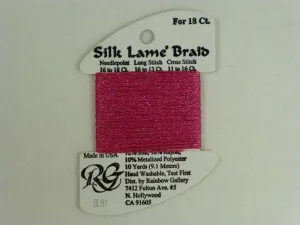 For 18 Ct.
Silk Lamé Braid
Needlepoint Long Stitch Cross Stitch
16 to 18 Ct. 16 to 13 Ct. 11 to 16 Ct.
Made in USA
10% Metalized Polyester
10 Yards (9.1 Meters)
Hand Washable, Test First
Dist. by Rainbow Gallery
7412 Fulton Ave. #5
N. Hollywood
CA 91605
RG
SL91